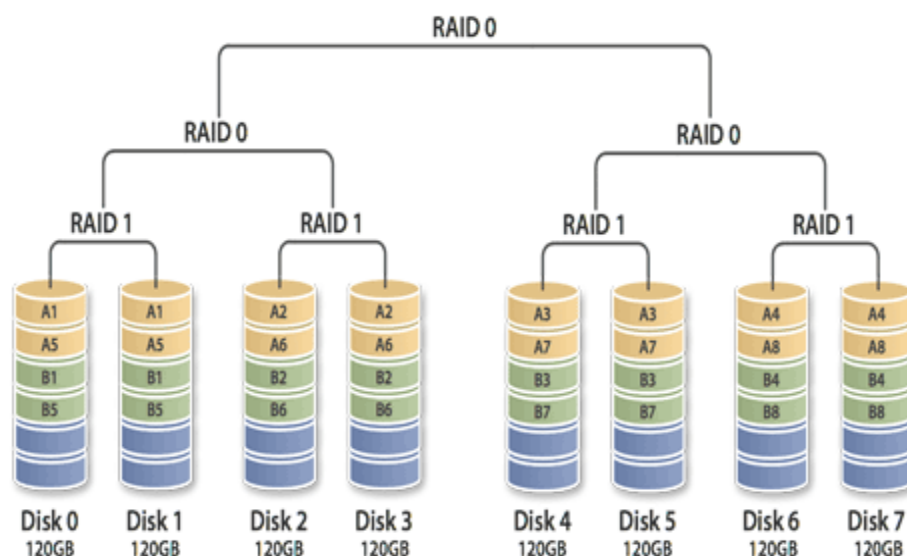 RAID 0
RAID 0 RAID 0
RAID 1 RAID 1 RAID 1 RAID 1
A1 A1 A2 A2 A3 A3 A4 A4
A5 A5 A6 A6 A7 A7 A8 A8
B1 B1 B2 B2 B3 B3 B4 B4
B5 B5 B6 B6 B7 B7 B8 B8
Disk 0 Disk 1 Disk 2 Disk 3 Disk 4 Disk 5 Disk 6 Disk 7
120GB 120GB 120GB 120GB 120GB 120GB 120GB 120GB